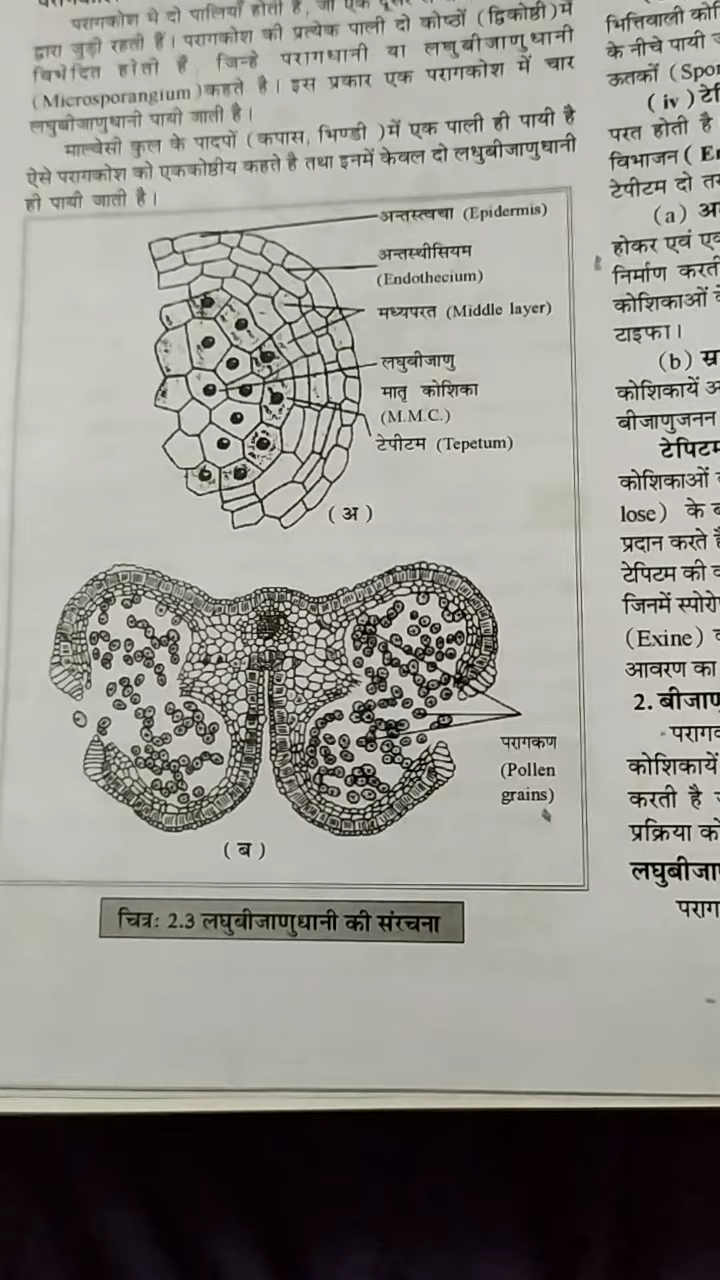 परागकोश मे दो पालियाँ होती है, जो एक दूसरे
द्वारा जुड़ी रहती है। परागकोश की प्रत्येक पाली दो कोष्ठों (द्विकोष्ठी)में
विभेदित होती है जिन्हे परागधानी या लघुबीजाणुधानी
(Microsporangium)कहते है। इस प्रकार एक परागकोश में चार
लघुबीजाणुधानी पायी जाती है।
माल्वेसी कुल के पादपों (कपास, भिण्डी )में एक पाली ही पायी है
ऐसे परागकोश को एककोष्ठीय कहते है तथा इनमें केवल दो लघुबीजाणुधानी
ही पायी जाती है।
अन्तस्त्वचा (Epidermis)
अन्तस्थीसियम
(Endothecium)
मध्यपरत (Middle layer)
लघुबीजाणु
मातृ कोशिका
(M.M.C.)
टेपीटम (Tepetum)
(अ)
परागकण
(Pollen
grains)
(ब)
चित्रः 2.3 लघुबीजाणुधानी की संरचना
भित्तिवाली
के नीचे पायी
ऊतकों (Spor
(iv) टे
परत होती है
विभाजन (
टेपीटम दो
(a) अ
होकर एवं
निर्माण करती
कोशिकाओं
टाइफा।
(b) स्र
कोशिकायें
बीजाणुजनन
टेपिटम
कोशिकाओं
lose) के
प्रदान करते
टेपिटम की
जिनमें स्पोरो
(Exine)
आवरण का
2. बीजाणु
कोशिकायें
करती है
प्रक्रिया को
लघुबीजा
पराग